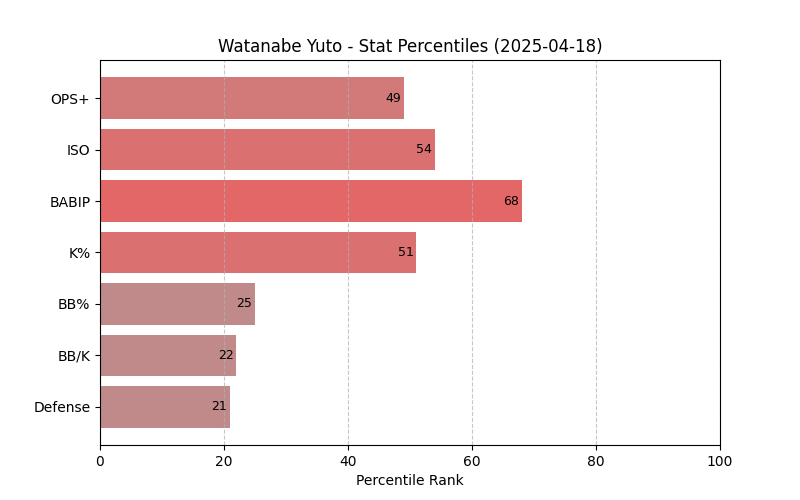 Watanabe Yuto - Stat Percentiles (2025-04-18)
OPS+ 49
ISO 54
BABIP 68
K% 51
BB% 25
BB/K 22
Defense 21
0 20 40 60 80 100
Percentile Rank